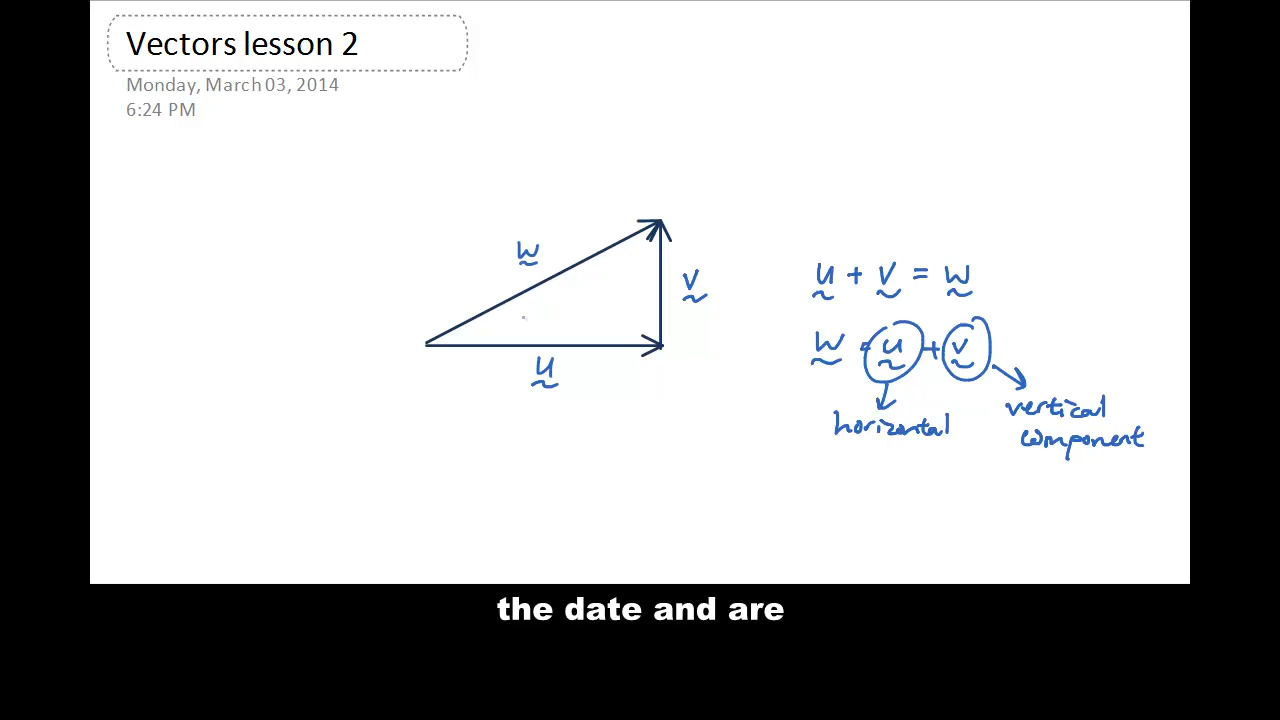 Vectors lesson 2
Monday, March 03, 2014
6:24 PM
w
v
u
u + v = w
w = u + v
horizontal
vertical
component
the date and are